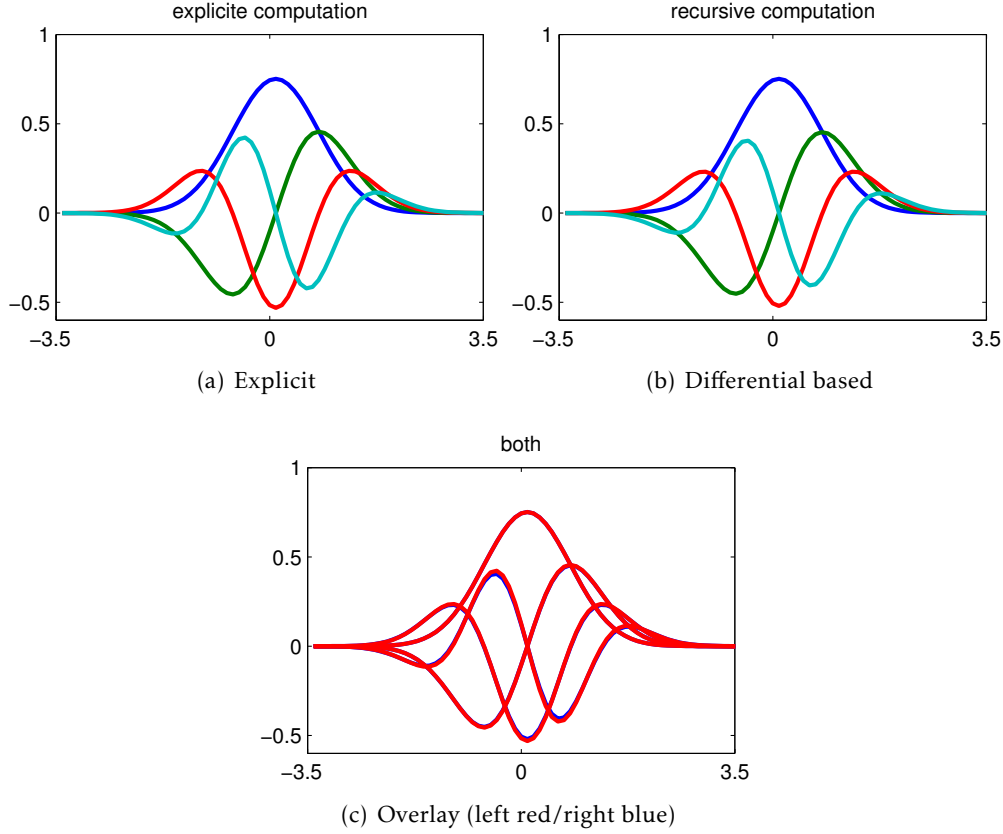 explicite computation
1
0.5
0
−0.5
−3.5 0 3.5
(a) Explicit
recursive computation
1
0.5
0
−0.5
−3.5 0 3.5
(b) Differential based
both
1
0.5
0
−0.5
−3.5 0 3.5
(c) Overlay (left red/right blue)